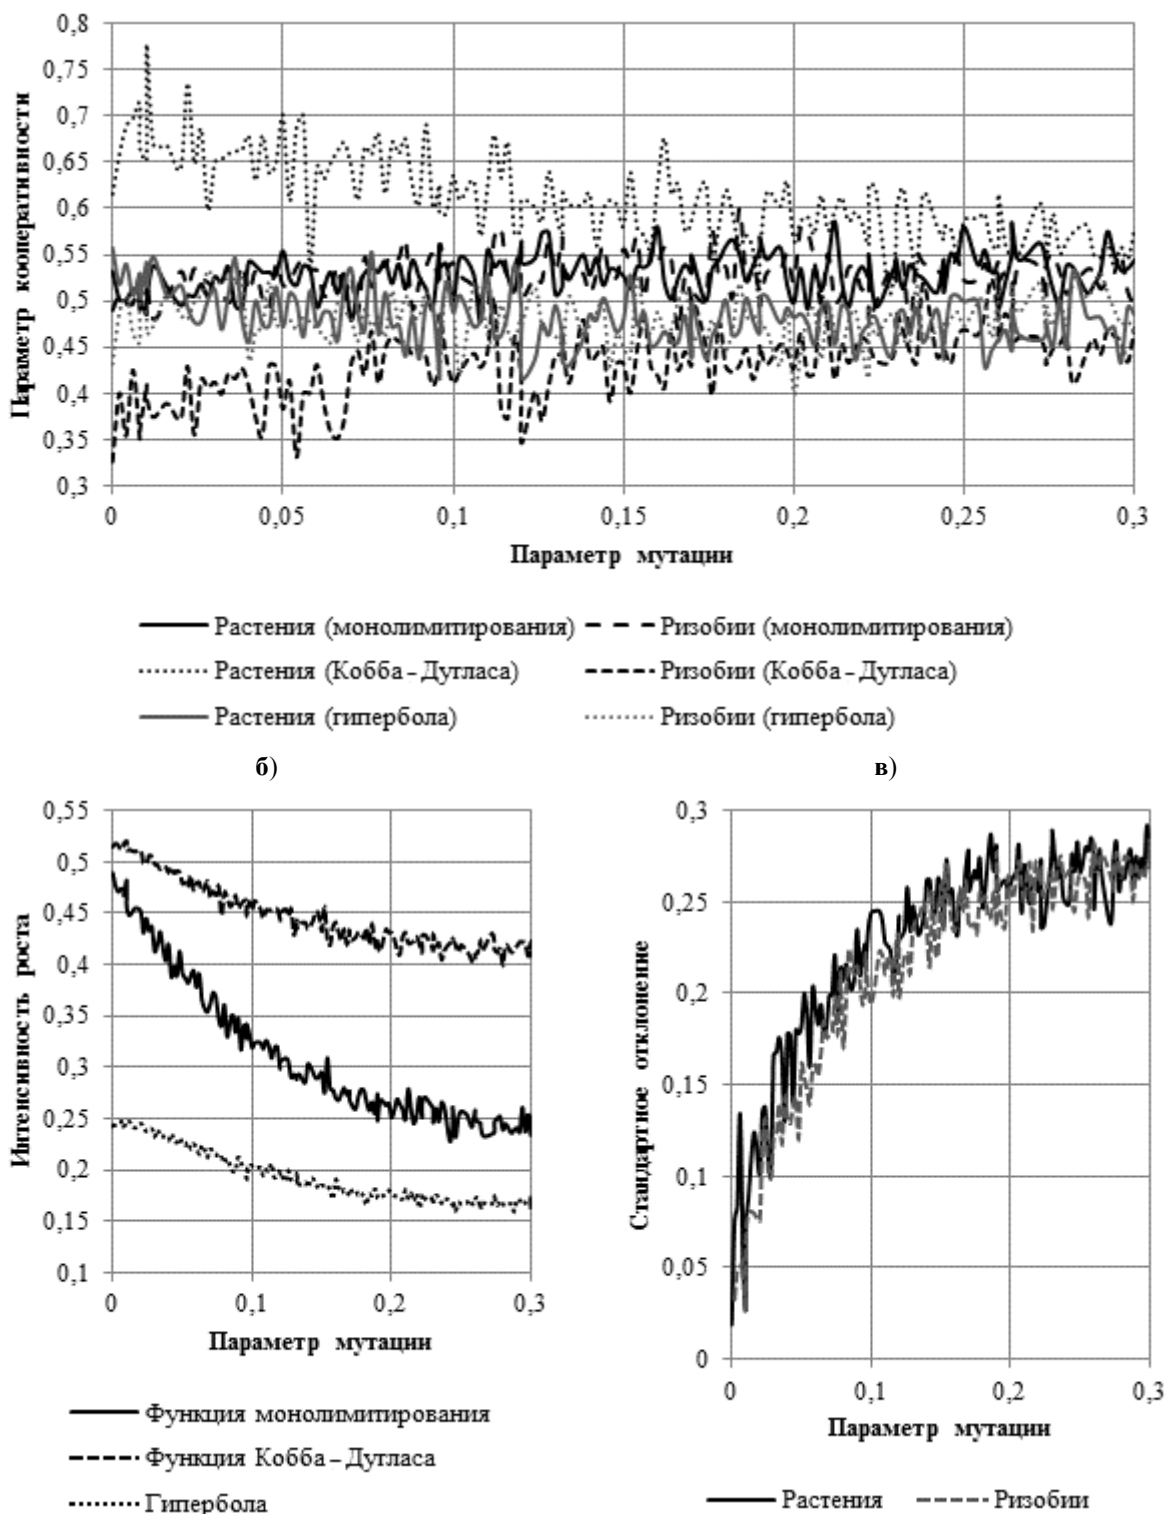 0,8
0,75
0,7
0,65
0,6
0,55
0,5
0,45
0,4
0,35
0,3
Параметр кооперативности
0 0,05 0,1 0,15 0,2 0,25 0,3
Параметр мутации
Растения (монолимитирования) Ризобии (монолимитирования)
Растения (Кобба – Дугласа) Ризобии (Кобба – Дугласа)
Растения (гипербола) Ризобии (гипербола)
б) в)
0,55
0,5
0,45
0,4
0,35
0,3
0,25
0,2
0,15
0,1
Интенсивность роста
0 0,1 0,2 0,3
Параметр мутации
Функция монолимитирования
Функция Кобба – Дугласа
Гипербола
0,3
0,25
0,2
0,15
0,1
0,05
0
Стандартное отклонение
0 0,1 0,2 0,3
Параметр мутации
Растения Ризобии